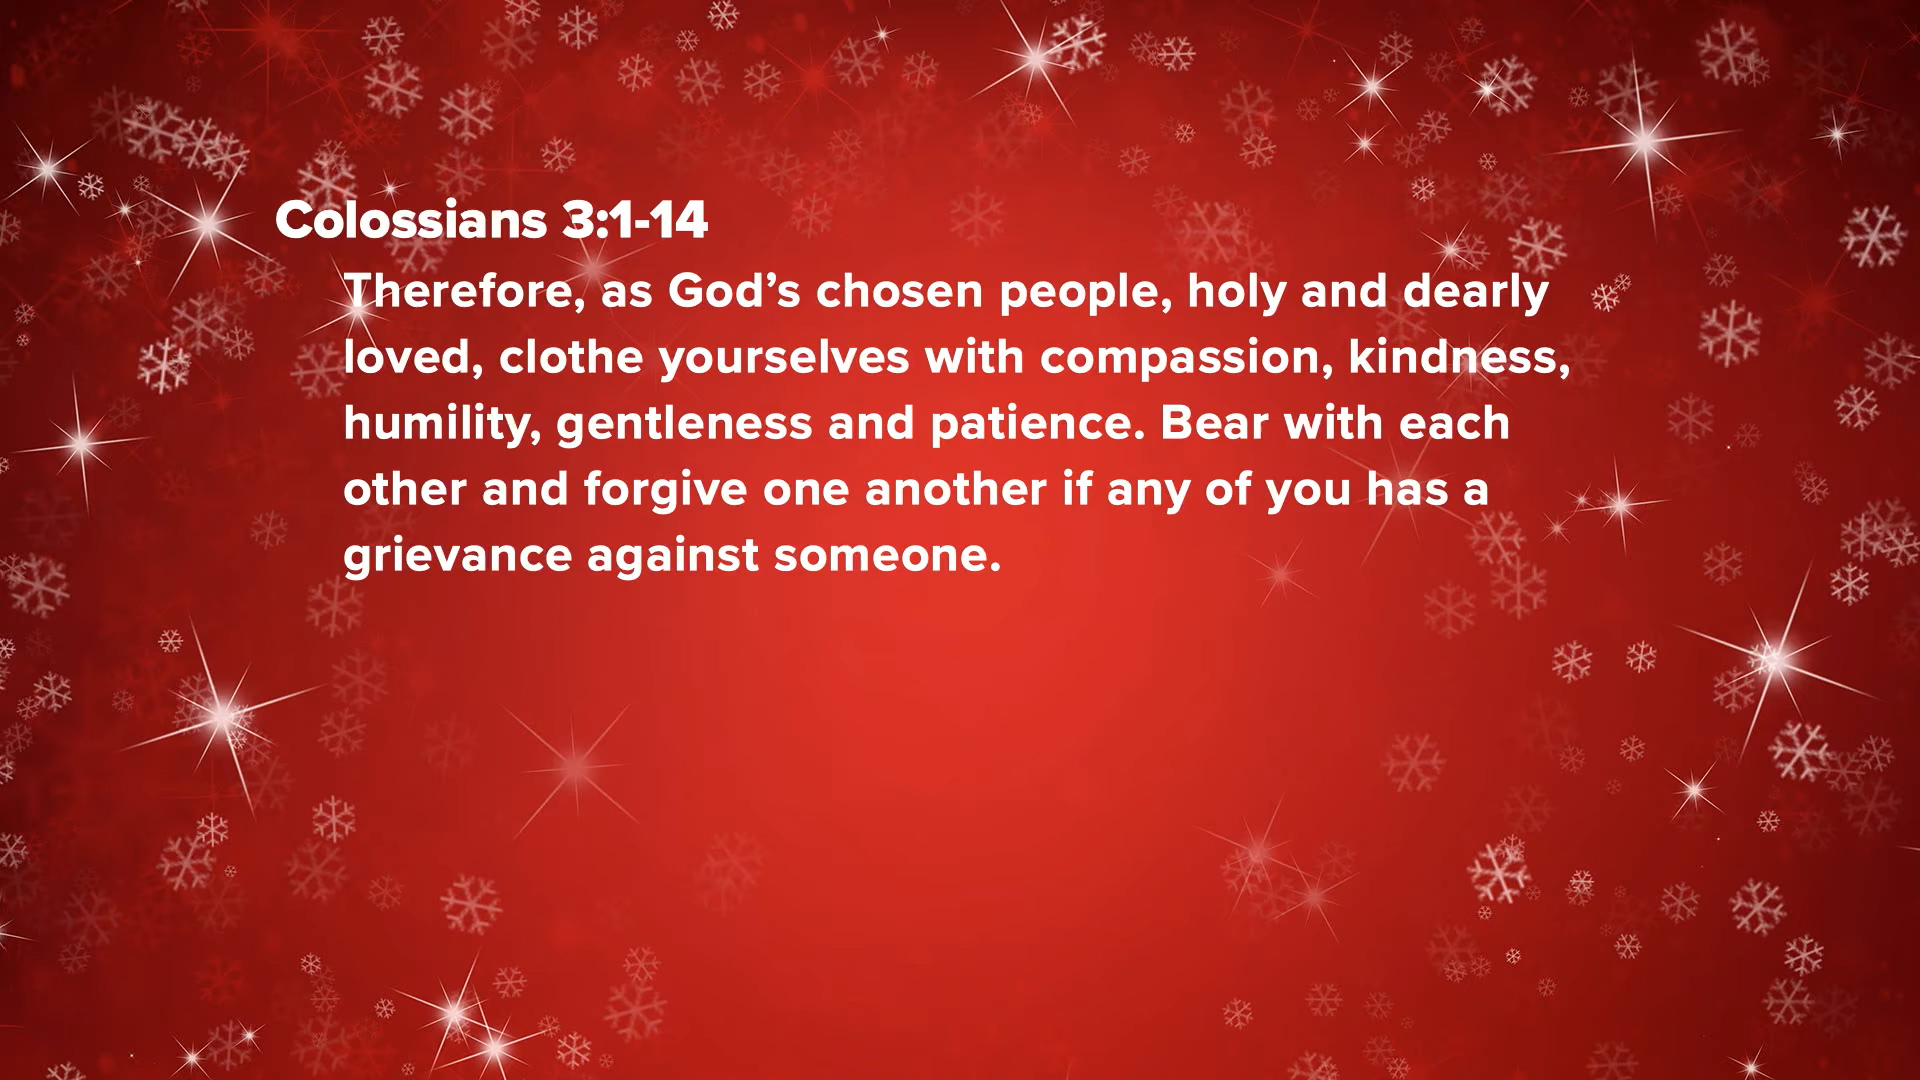 Colossians 3:1-14
Therefore, as God’s chosen people, holy and dearly
loved, clothe yourselves with compassion, kindness,
humility, gentleness and patience. Bear with each
other and forgive one another if any of you has a
grievance against someone.